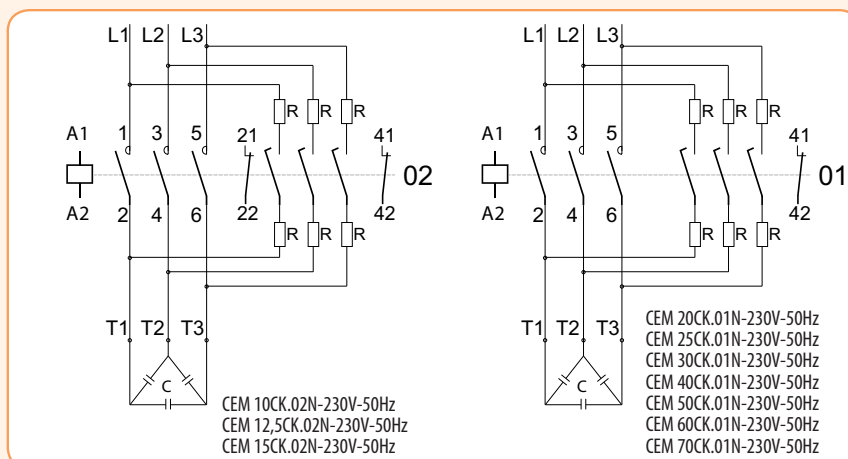 L1 L2 L3
R R R
A1 1 3 5 21 41
02
A2 2 4 6 22 42
R R R
T1 T2 T3
C
CEM 10CK.02N-230V-50Hz
CEM 12,5CK.02N-230V-50Hz
CEM 15CK.02N-230V-50Hz
L1 L2 L3
R R R
A1 1 3 5 41
01
A2 2 4 6 42
R R R
T1 T2 T3
C
CEM 20CK.01N-230V-50Hz
CEM 25CK.01N-230V-50Hz
CEM 30CK.01N-230V-50Hz
CEM 40CK.01N-230V-50Hz
CEM 50CK.01N-230V-50Hz
CEM 60CK.01N-230V-50Hz
CEM 70CK.01N-230V-50Hz